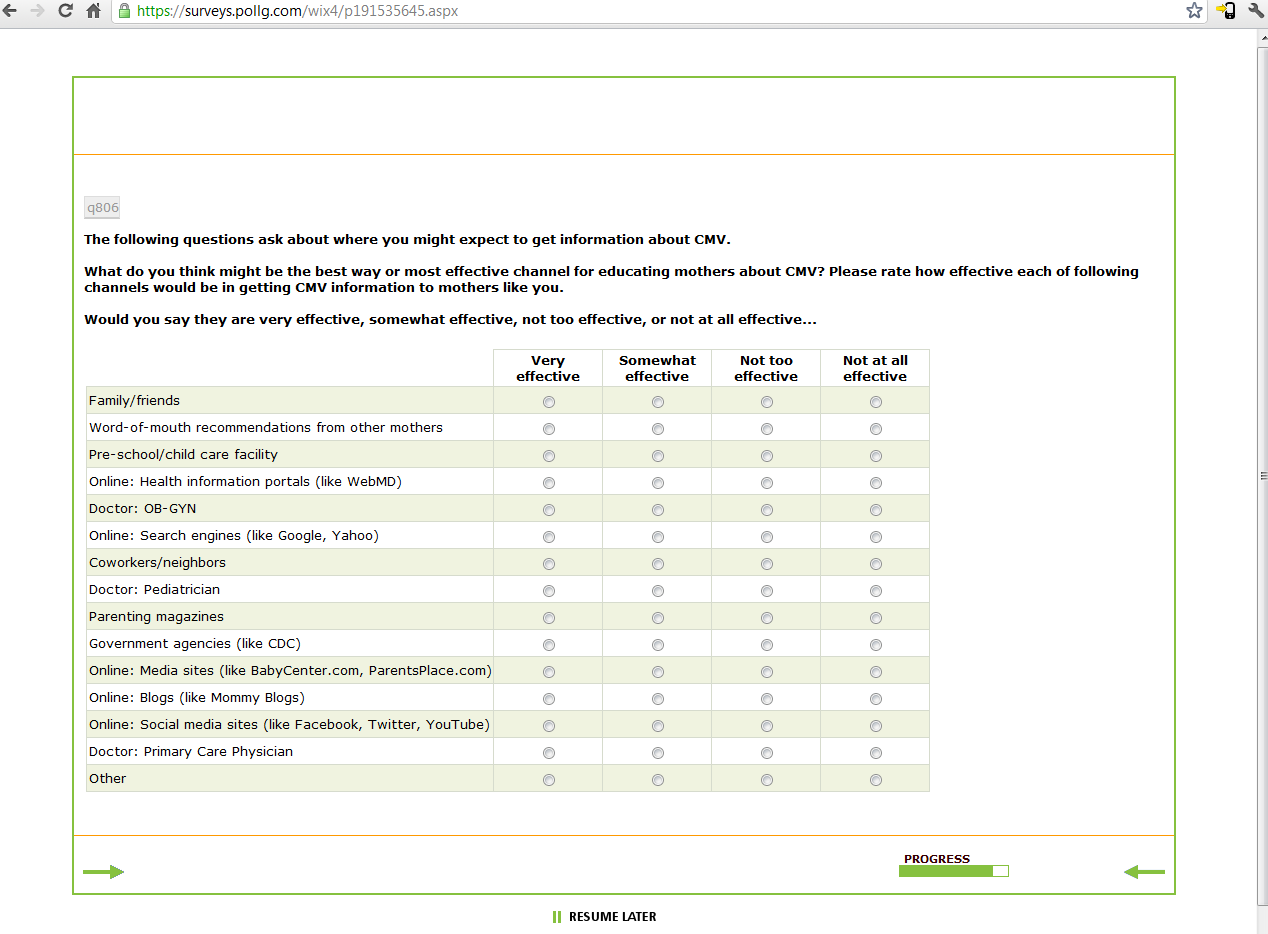 https://surveys.pollg.com/wix4/p191535645.aspx
q806
The following questions ask about where you might expect to get information about CMV.
What do you think might be the best way or most effective channel for educating mothers about CMV? Please rate how effective each of following
channels would be in getting CMV information to mothers like you.
Would you say they are very effective, somewhat effective, not too effective, or not at all effective...
Very effective Somewhat effective Not too effective Not at all effective
Family/friends
Word-of-mouth recommendations from other mothers
Pre-school/child care facility
Online: Health information portals (like WebMD)
Doctor: OB-GYN
Online: Search engines (like Google, Yahoo)
Coworkers/neighbors
Doctor: Pediatrician
Parenting magazines
Government agencies (like CDC)
Online: Media sites (like BabyCenter.com, ParentsPlace.com)
Online: Blogs (like Mommy Blogs)
Online: Social media sites (like Facebook, Twitter, YouTube)
Doctor: Primary Care Physician
Other
PROGRESS
RESUME LATER